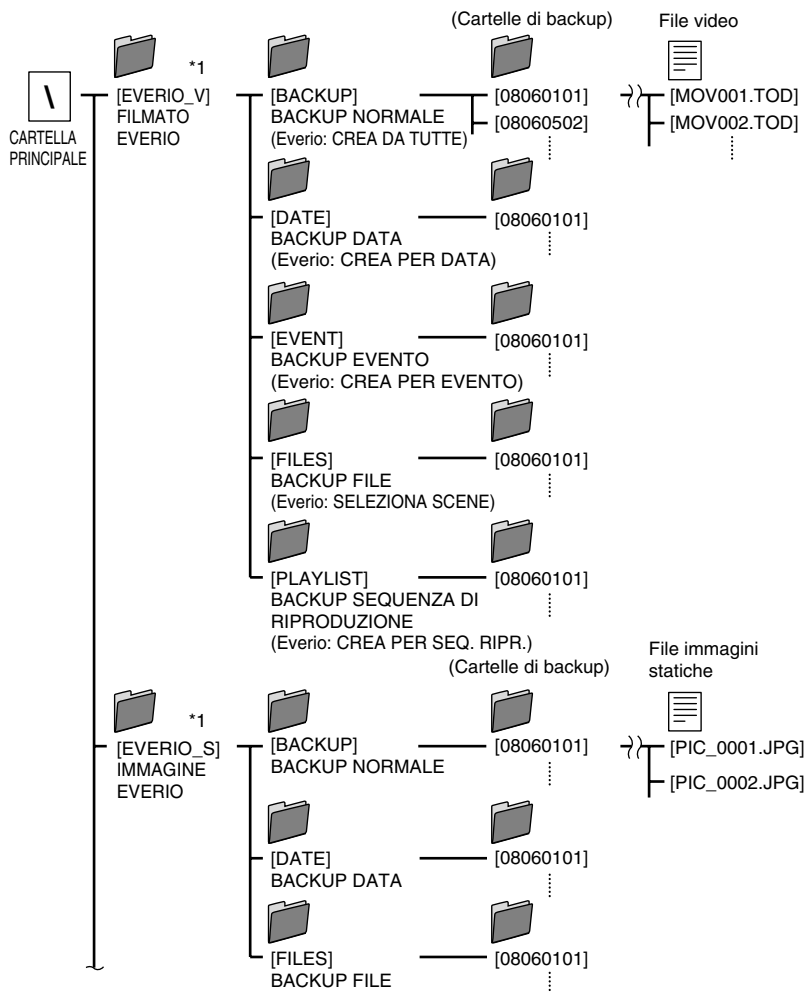 (Cartelle di backup)
File video
*1
\
CARTELLA
PRINCIPALE
[EVERIO_V]
FILMATO
EVERIO
[BACKUP]
BACKUP NORMALE
(Everio: CREA DA TUTTE)
[08060101]
[08060502]
[MOV001.TOD]
[MOV002.TOD]
[DATE]
BACKUP DATA
(Everio: CREA PER DATA)
[08060101]
[EVENT]
BACKUP EVENTO
(Everio: CREA PER EVENTO)
[08060101]
[FILES]
BACKUP FILE
(Everio: SELEZIONA SCENE)
[08060101]
[PLAYLIST]
BACKUP SEQUENZA DI
RIPRODUZIONE
(Everio: CREA PER SEQ. RIPR.)
[08060101]
(Cartelle di backup)
File immagini
statiche
*1
[EVERIO_S]
IMMAGINE
EVERIO
[BACKUP]
BACKUP NORMALE
[08060101]
[PIC_0001.JPG]
[PIC_0002.JPG]
[DATE]
BACKUP DATA
[08060101]
[FILES]
BACKUP FILE
[08060101]